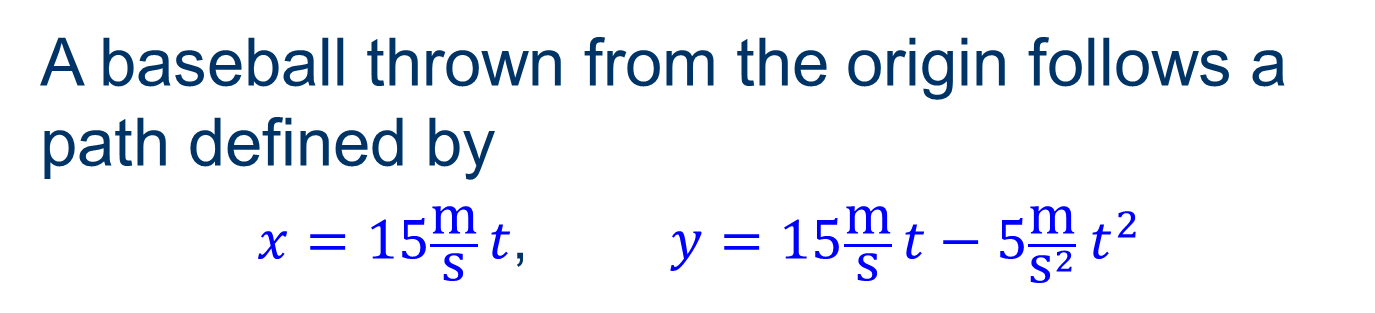 A baseball thrown from the origin follows a
path defined by
x = 15 m/s t, y = 15 m/s t − 5 m/s² t²